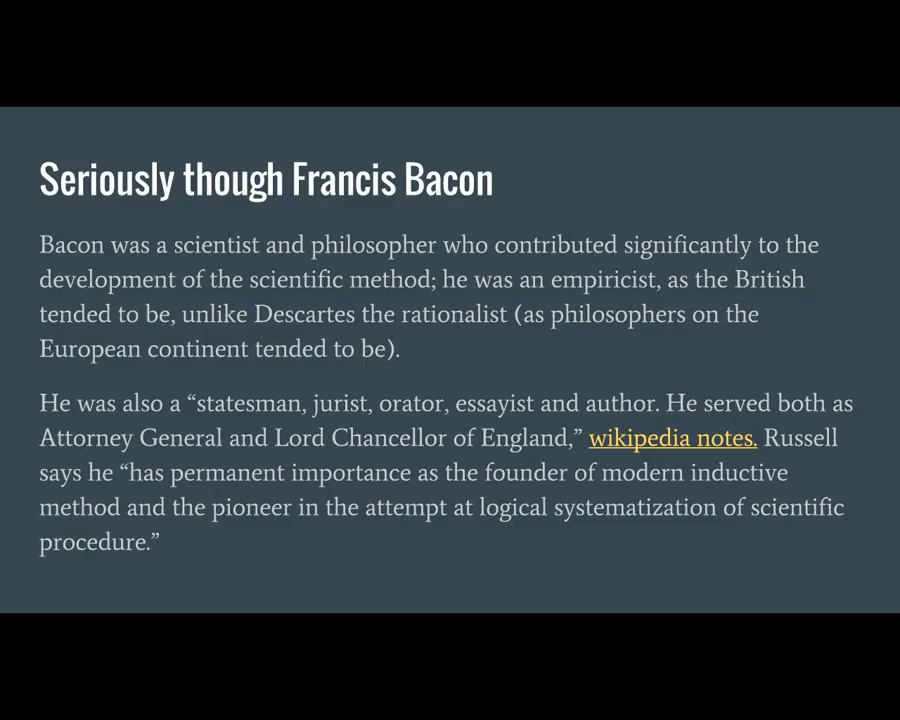 Seriously though Francis Bacon
Bacon was a scientist and philosopher who contributed significantly to the
development of the scientific method; he was an empiricist, as the British
tended to be, unlike Descartes the rationalist (as philosophers on the
European continent tended to be).
He was also a “statesman, jurist, orator, essayist and author. He served both as
Attorney General and Lord Chancellor of England,” wikipedia notes. Russell
says he “has permanent importance as the founder of modern inductive
method and the pioneer in the attempt at logical systematization of scientific
procedure.”